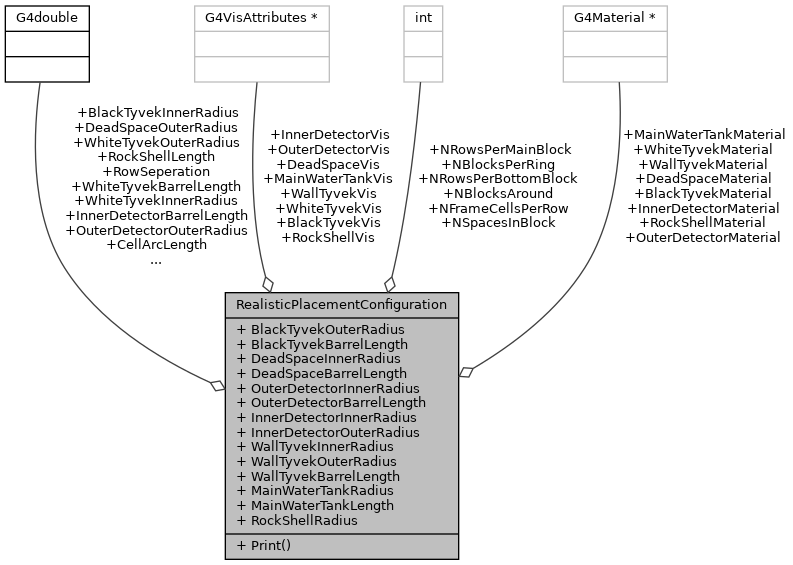 G4double
G4VisAttributes *
int
G4Material *
+BlackTyvekInnerRadius
+DeadSpaceOuterRadius
+WhiteTyvekOuterRadius
+RockShellLength
+RowSeperation
+WhiteTyvekBarrelLength
+WhiteTyvekInnerRadius
+InnerDetectorBarrelLength
+OuterDetectorOuterRadius
+CellArcLength
...
+InnerDetectorVis
+OuterDetectorVis
+DeadSpaceVis
+MainWaterTankVis
+WallTyvekVis
+WhiteTyvekVis
+BlackTyvekVis
+RockShellVis
+NRowsPerMainBlock
+NBlocksPerRing
+NRowsPerBottomBlock
+NBlocksAround
+NFrameCellsPerRow
+NSpacesInBlock
+MainWaterTankMaterial
+WhiteTyvekMaterial
+WallTyvekMaterial
+DeadSpaceMaterial
+BlackTyvekMaterial
+InnerDetectorMaterial
+RockShellMaterial
+OuterDetectorMaterial
RealisticPlacementConfiguration
+ BlackTyvekOuterRadius
+ BlackTyvekBarrelLength
+ DeadSpaceInnerRadius
+ DeadSpaceBarrelLength
+ OuterDetectorInnerRadius
+ OuterDetectorBarrelLength
+ InnerDetectorInnerRadius
+ InnerDetectorOuterRadius
+ WallTyvekInnerRadius
+ WallTyvekOuterRadius
+ WallTyvekBarrelLength
+ MainWaterTankRadius
+ MainWaterTankLength
+ RockShellRadius
+ Print()